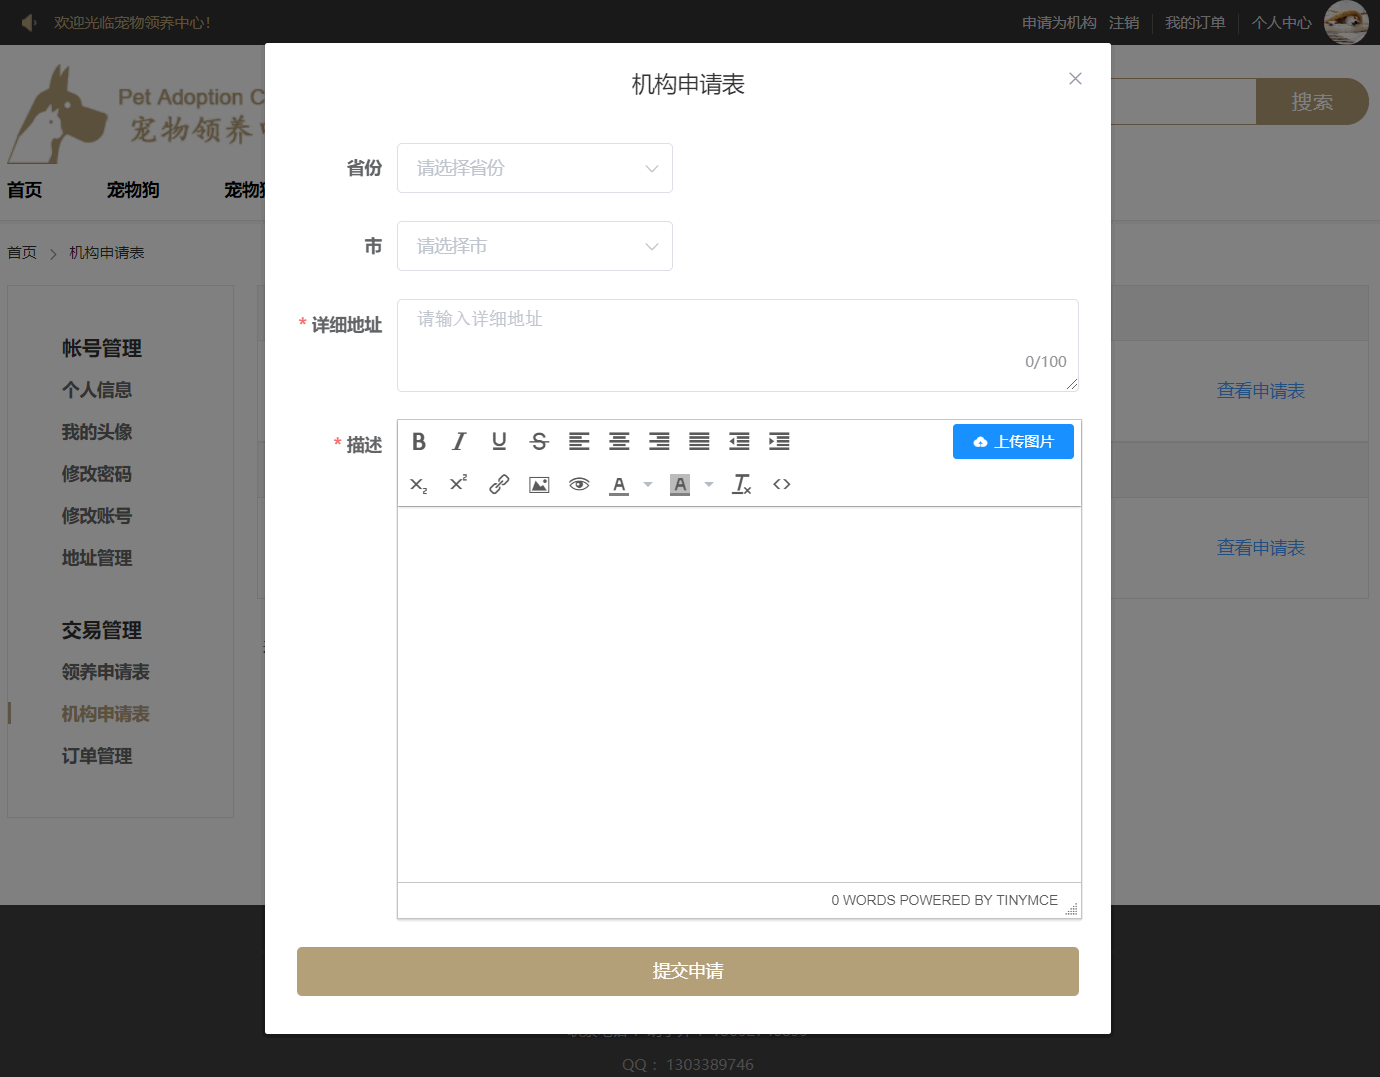 欢迎光临宠物领养中心！
申请为机构 注销 我的订单 个人中心
Pet Adoption C
宠物领养
搜索
首页 宠物狗 宠物
首页 > 机构申请表
帐号管理
个人信息
我的头像
修改密码
修改账号
地址管理
交易管理
领养申请表
机构申请表
订单管理
查看申请表
查看申请表
机构申请表
省份 请选择省份
市 请选择市
* 详细地址 请输入详细地址
0/100
* 描述
上传图片
0 WORDS POWERED BY TINYMCE
提交申请
QQ： 1303389746